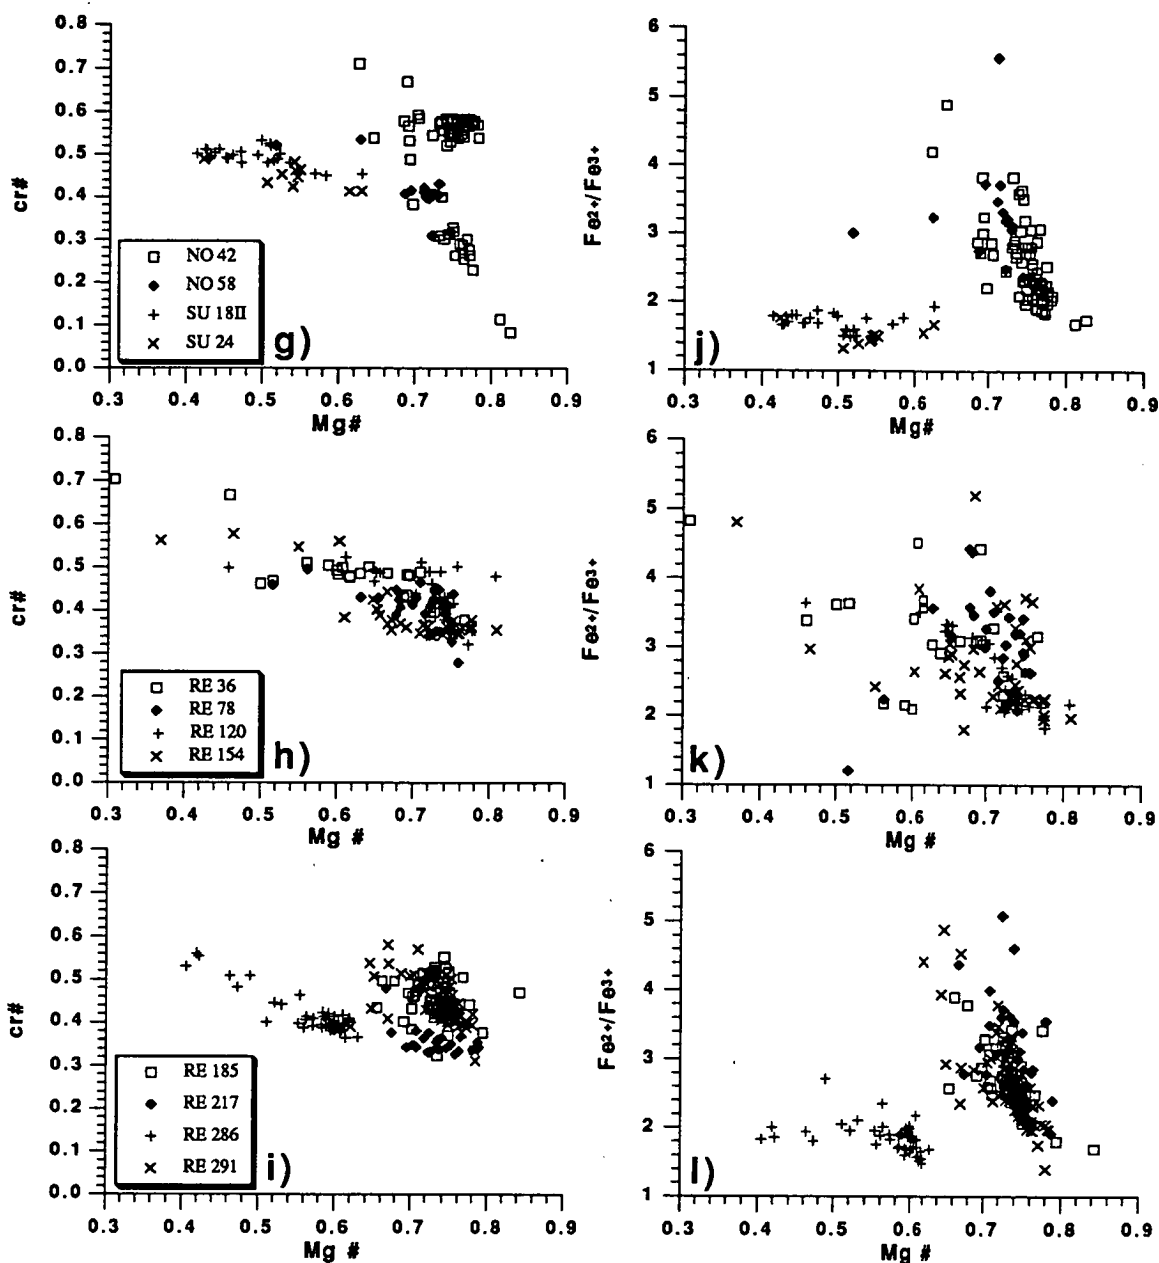 0.8
0.7
0.6
0.5
0.4
0.3
0.2
0.1
0.0
cr#
NO 42
NO 58
SU 18II
SU 24
g)
0.3 0.4 0.5 0.6 0.7 0.8 0.9
Mg#
6
5
4
3
2
1
Fe2+/Fe3+
j)
0.3 0.4 0.5 0.6 0.7 0.8 0.9
Mg#
0.8
0.7
0.6
0.5
0.4
0.3
0.2
0.1
0.0
cr#
RE 36
RE 78
RE 120
RE 154
h)
0.3 0.4 0.5 0.6 0.7 0.8 0.9
Mg #
6
5
4
3
2
1
Fe2+/Fe3+
k)
0.3 0.4 0.5 0.6 0.7 0.8 0.9
Mg #
0.8
0.7
0.6
0.5
0.4
0.3
0.2
0.1
0.0
cr#
RE 185
RE 217
RE 286
RE 291
i)
0.3 0.4 0.5 0.6 0.7 0.8 0.9
Mg #
6
5
4
3
2
1
Fe2+/Fe3+
l)
0.3 0.4 0.5 0.6 0.7 0.8 0.9
Mg #